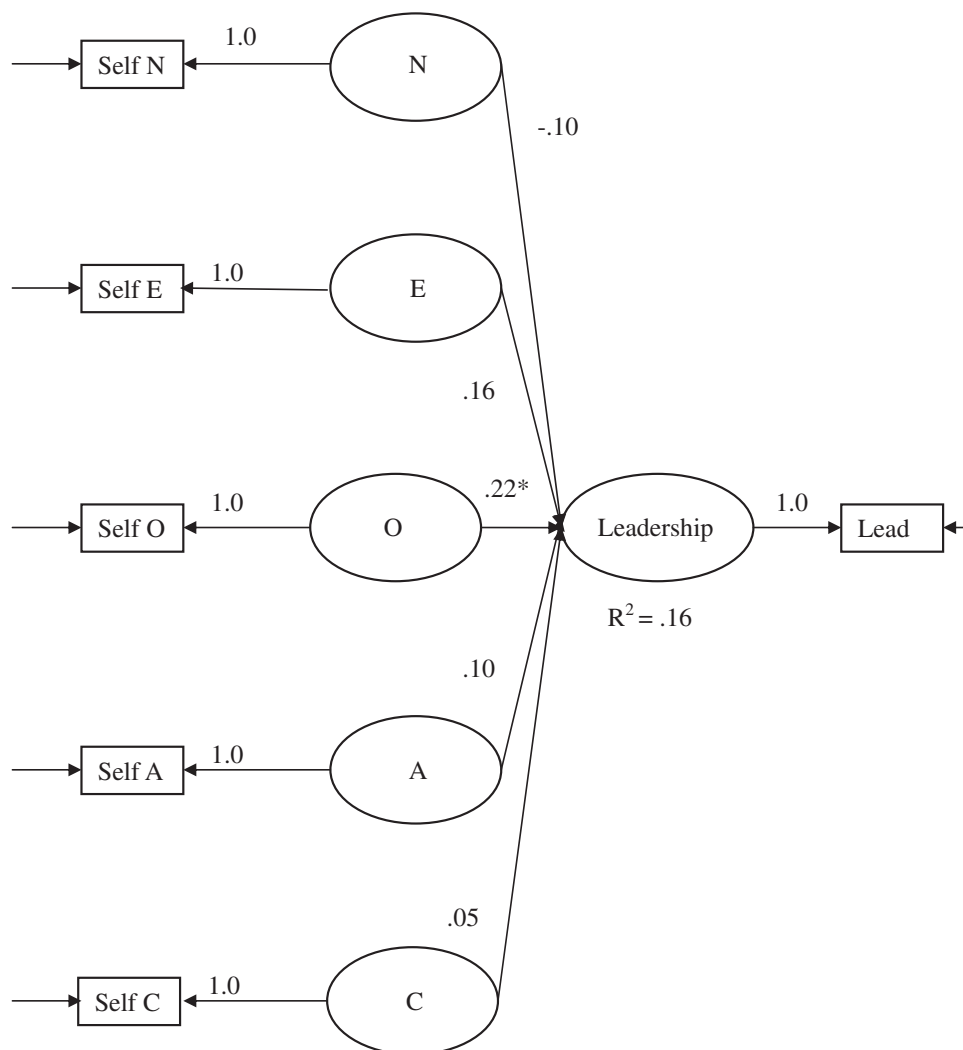 Self N
1.0
N
-.10
Self E
1.0
E
.16
Self O
1.0
O
.22*
Leadership
1.0
Lead
R² = .16
.10
Self A
1.0
A
.05
Self C
1.0
C